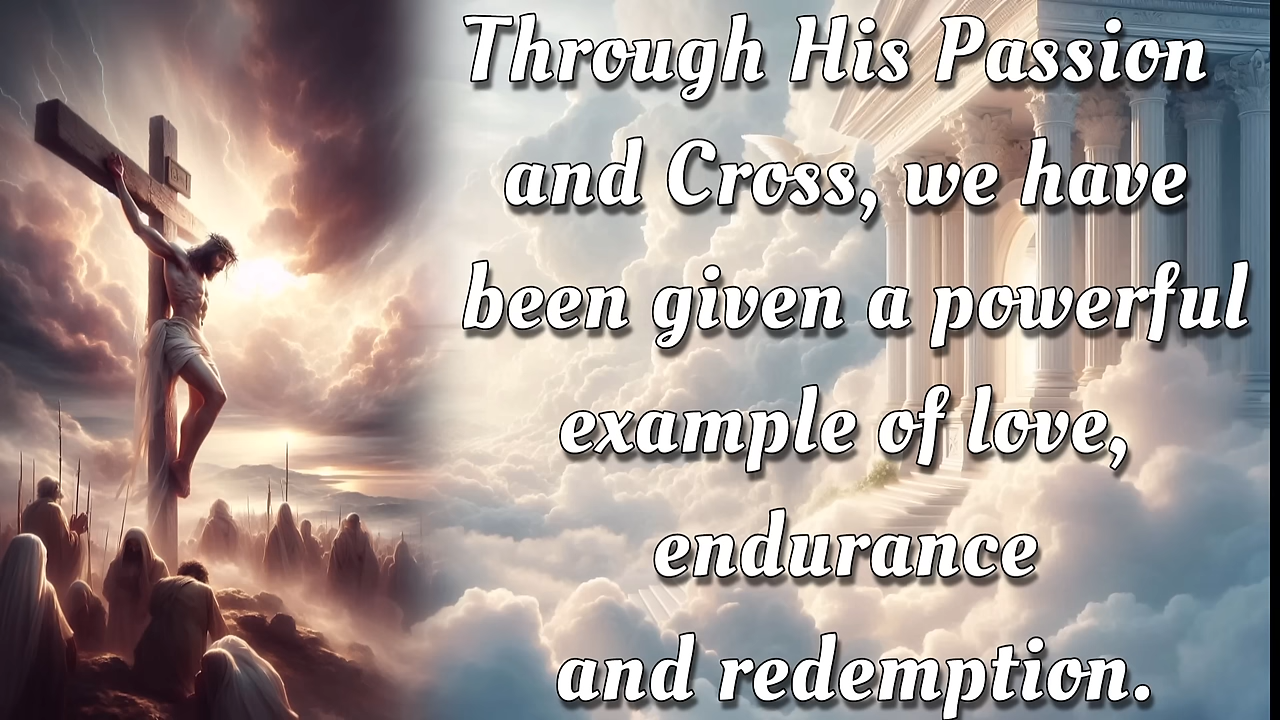 Through His Passion
and Cross, we have
been given a powerful
example of love,
endurance
and redemption.